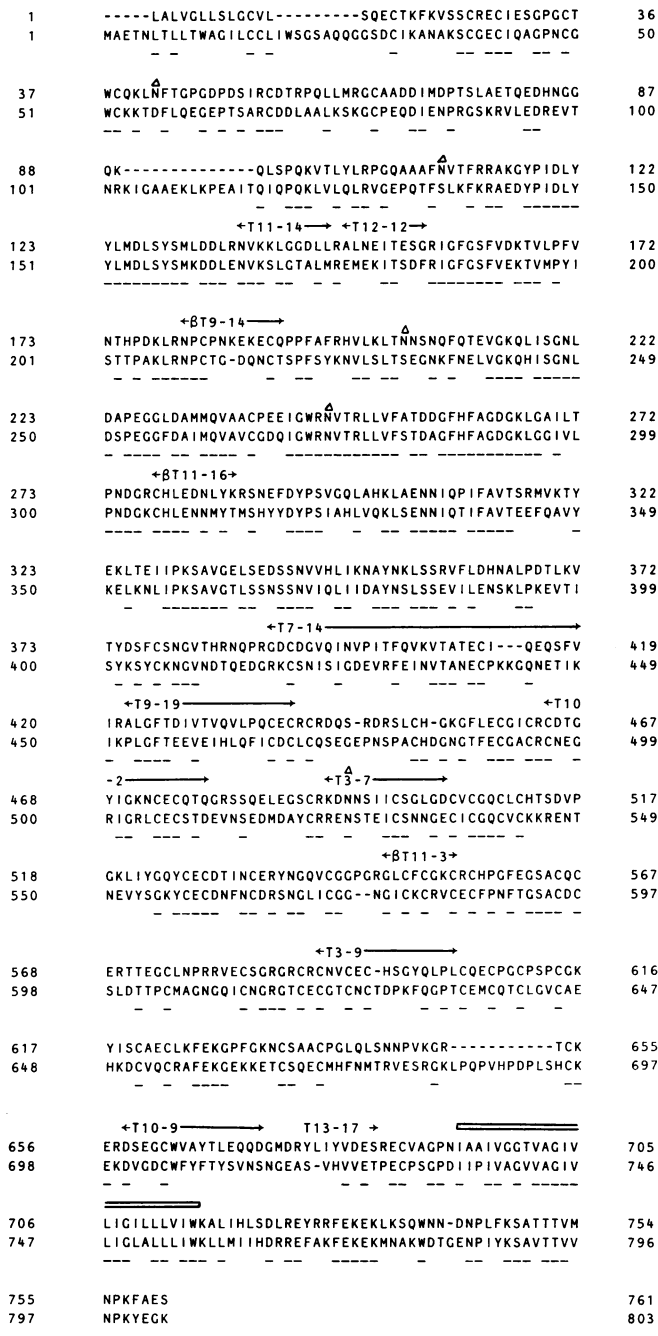 1 -----LALVGLLSLGCVL---------SQECTKFKVSSCRECIESGPGCT 36
1 MAETNLTLLTWAGILCCLIWSGSAQQGGSDCIKANAKSCGECIQAGPNCG 50
37 WCQKLNFTGPGDPDSIRCDTRPQLLMRGCAADDIMDPTSLAETQEDHNGG 87
51 WCKKTDFLQEGEPTSARCDDLAALKSKGCPEQDIENPRGSKRVLEDREVT 100
88 QK--------------QLSPQKVTLYLRPGQAAAFNVTFRRAKGYPIDLY 122
101 NRKIGAAEKLKPEAITQIQPQKLVLQLRVGEPQTFSLKFKRAEDYPIDLY 150
←T11-14→ ←T12-12→
123 YLMDLSYSMLDDLRNVKKLGGDLLRALNEITESGRIGFGSFVDKTVLPFV 172
151 YLMDLSYSMKDDLENVKSLGTALMREMEKITSDFRIGFGSFVEKTVMPYI 200
←βT9-14→
173 NTHPDKLRNPCPNKEKECQPPFAFRHVLKLTNNSNQFQTEVGKQLISGNL 222
201 STTPAKLRNPCTG-DQNCTSPFSYKNVLSLTSEGNKFNELVGKQHISGNL 249
223 DAPEGGLDAMMQVAACPEEIGWRNVTRLLVFATDDGFHFAGDGKLGAILT 272
250 DSPEGGFDAIMQVAVCGDQIGWRNVTRLLVFSTDAGFHFAGDGKLGGIVL 299
←βT11-16→
273 PNDGRCHLEDNLYKRSNEFDYPSVGQLAHKLAENNIQPIFAVTSRMVKTY 322
300 PNDGKCHLENNMYTMSHYYDYPSIAHLVQKLSENNIQTIFAVTEEFQAVY 349
323 EKLTEIIPKSAVGELSEDSSNVVHLIKNAYNKLSSRVFLDHNALPDTLKV 372
350 KELKNLIPKSAVGTLSSNSSNVIQLIIDAYNSLSSEVILENSKLPKEVTI 399
←T7-14→
373 TYDSFCSNGVTHRNQPRGDCDGVQINVPITFQVKVTATECI---QEQSFV 419
400 SYKSYCKNGVNDTQEDGRKCSNISIGDEVRFEINVTANECPKKGQNETIK 449
←T9-19→ ←T10
420 IRALGFTDIVTVQVLPQCECRCRDQS-RDRSLCH-GKGFLECGICRCDTG 467
450 IKPLGFTEEVEIHLQFICDCLCQSEGEPNSPACHDGNGTFECGACRCNEG 499
-2→ ←T3-7→
468 YIGKNCECQTQGRSSQELEGSCRKDNNSIICSGLGDCVCGQCLCHTSDVP 517
500 RIGRLCECSTDEVNSEDMDAYCRRENSTEICSNNGECICGQCVCKKRENT 549
←βT11-3→
518 GKLIYGQYCECDTINCERYNGQVCGGPGRGLCFCGKCRCHPGFEGSACQC 567
550 NEVYSGKYCECDNFNCDRSNGLICGG--NGICKCRVCECFPNFTGSACDC 597
←T3-9→
568 ERTTEGCLNPRRVECSGRGRCRCNVCEC-HSGYQLPLCQECPGCPSPCGK 616
598 SLDTTPCMAGNGQICNGRGTCECGTCNCTDPKFQGPTCEMCQTCLGVCAE 647
617 YISCAECLKFEKGPFGKNCSAACPGLQLSNNPVKGR-----------TCK 655
648 HKDCVQCRAFEKGEKKETCSQECMHFNMTRVESRGKLPQPVHPDPLSHCK 697
←T10-9→ T13-17→
656 ERDSEGCWVAYTLEQQDGMDRYLIYVDESRECVAGPNIAAIVGGTVAGIV 705
698 EKDVGDCWFYFTYSVNSNGEAS-VHVVETPECPSGPDIIPIVAGVVAGIV 746
706 LIGILLLVIWKALIHLSDLREYRRFEKEKLKSQWNN-DNPLFKSATTTVM 754
747 LIGLALLLIWKLLMIIHDRREFAKFEKEKMNAKWDTGENPIYKSAVTTVV 796
755 NPKFAES 761
797 NPKYEGK 803